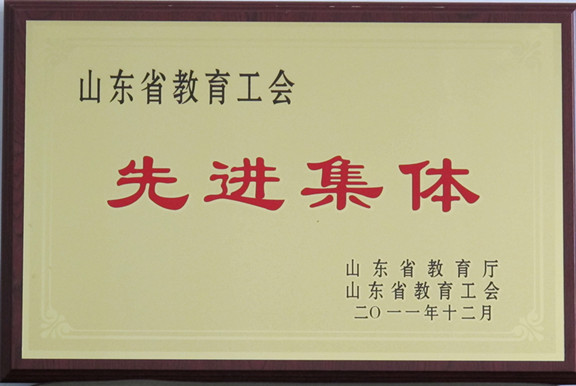 山东省教育工会
先进集体
山东省教育厅
山东省教育工会
二〇一一年十二月